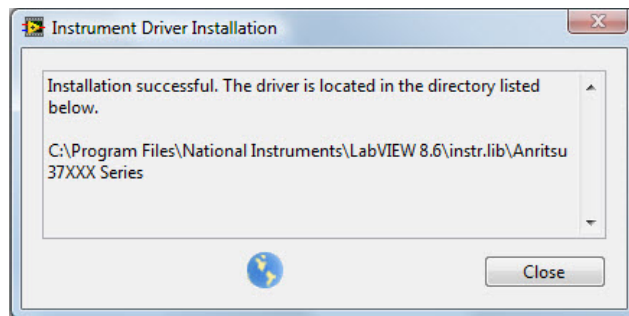 Instrument Driver Installation
Installation successful. The driver is located in the directory listed
below.
C:\Program Files\National Instruments\LabVIEW 8.6\instr.lib\Anritsu
37XXX Series
Close